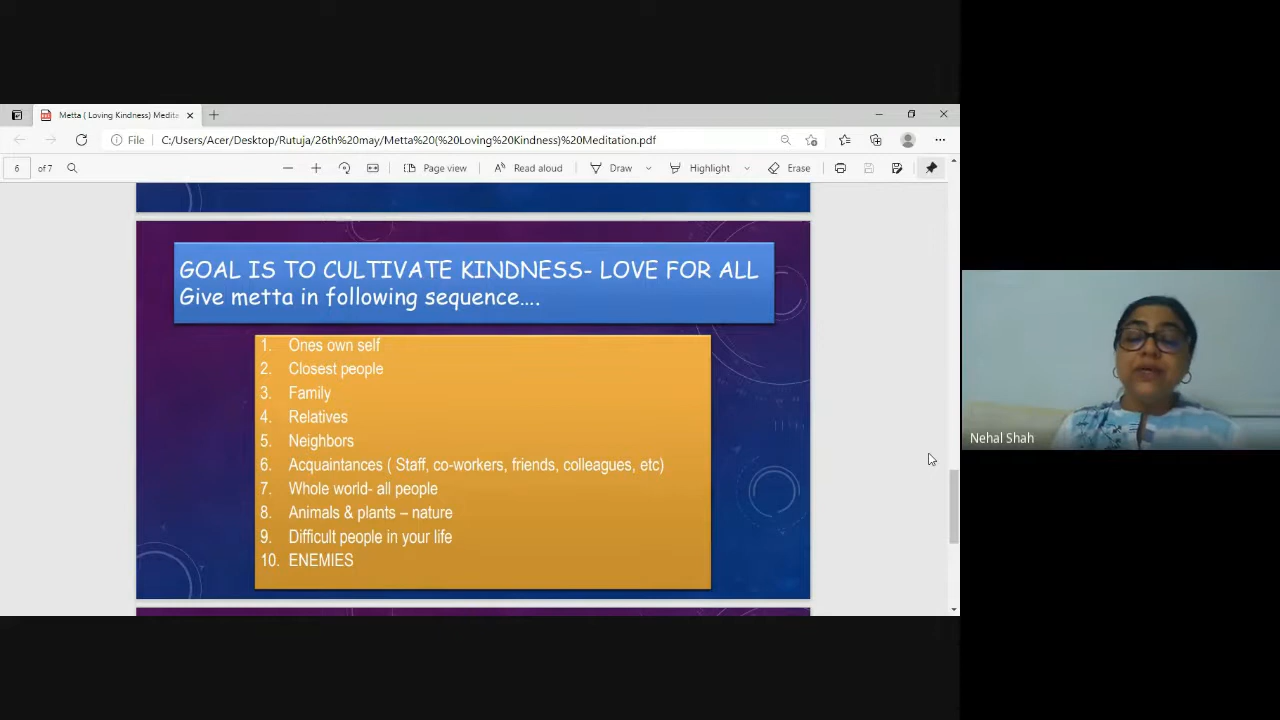 Metta ( Loving Kindness) Medita
File
C:/Users/Acer/Desktop/Rutuja/26th%20may/Metta%20(%20Loving%20Kindness)%20Meditation.pdf
6 of 7
Page view
Read aloud
Draw
Highlight
Erase
GOAL IS TO CULTIVATE KINDNESS- LOVE FOR ALL
Give metta in following sequence....
1. Ones own self
2. Closest people
3. Family
4. Relatives
5. Neighbors
6. Acquaintances ( Staff, co-workers, friends, colleagues, etc)
7. Whole world- all people
8. Animals & plants – nature
9. Difficult people in your life
10. ENEMIES
Nehal Shah